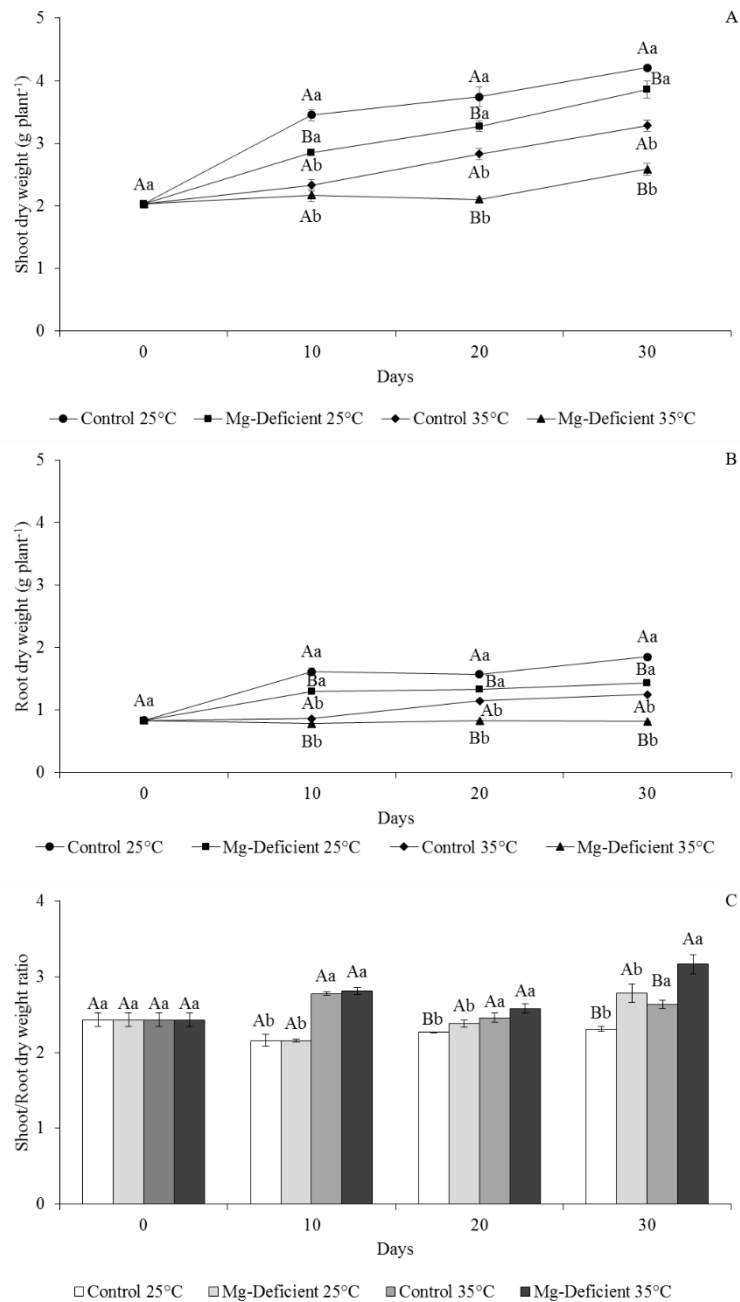 A
Shoot dry weight (g plant⁻¹)
5
4
3
2
1
0
Aa
Aa
Ba
Ab
Ab
Aa
Ba
Ab
Bb
Aa
Ba
Ab
Bb
0 10 20 30
Days
Control 25°C Mg-Deficient 25°C Control 35°C Mg-Deficient 35°C
B
Root dry weight (g plant⁻¹)
5
4
3
2
1
0
Aa
Aa
Ba
Ab
Bb
Aa
Ba
Ab
Bb
Aa
Ba
Ab
Bb
0 10 20 30
Days
Control 25°C Mg-Deficient 25°C Control 35°C Mg-Deficient 35°C
C
Shoot/Root dry weight ratio
4
3
2
1
0
Aa Aa Aa Aa
Ab Ab Aa Aa
Bb Ab Aa Aa
Bb Ab Ba Aa
0 10 20 30
Days
Control 25°C Mg-Deficient 25°C Control 35°C Mg-Deficient 35°C